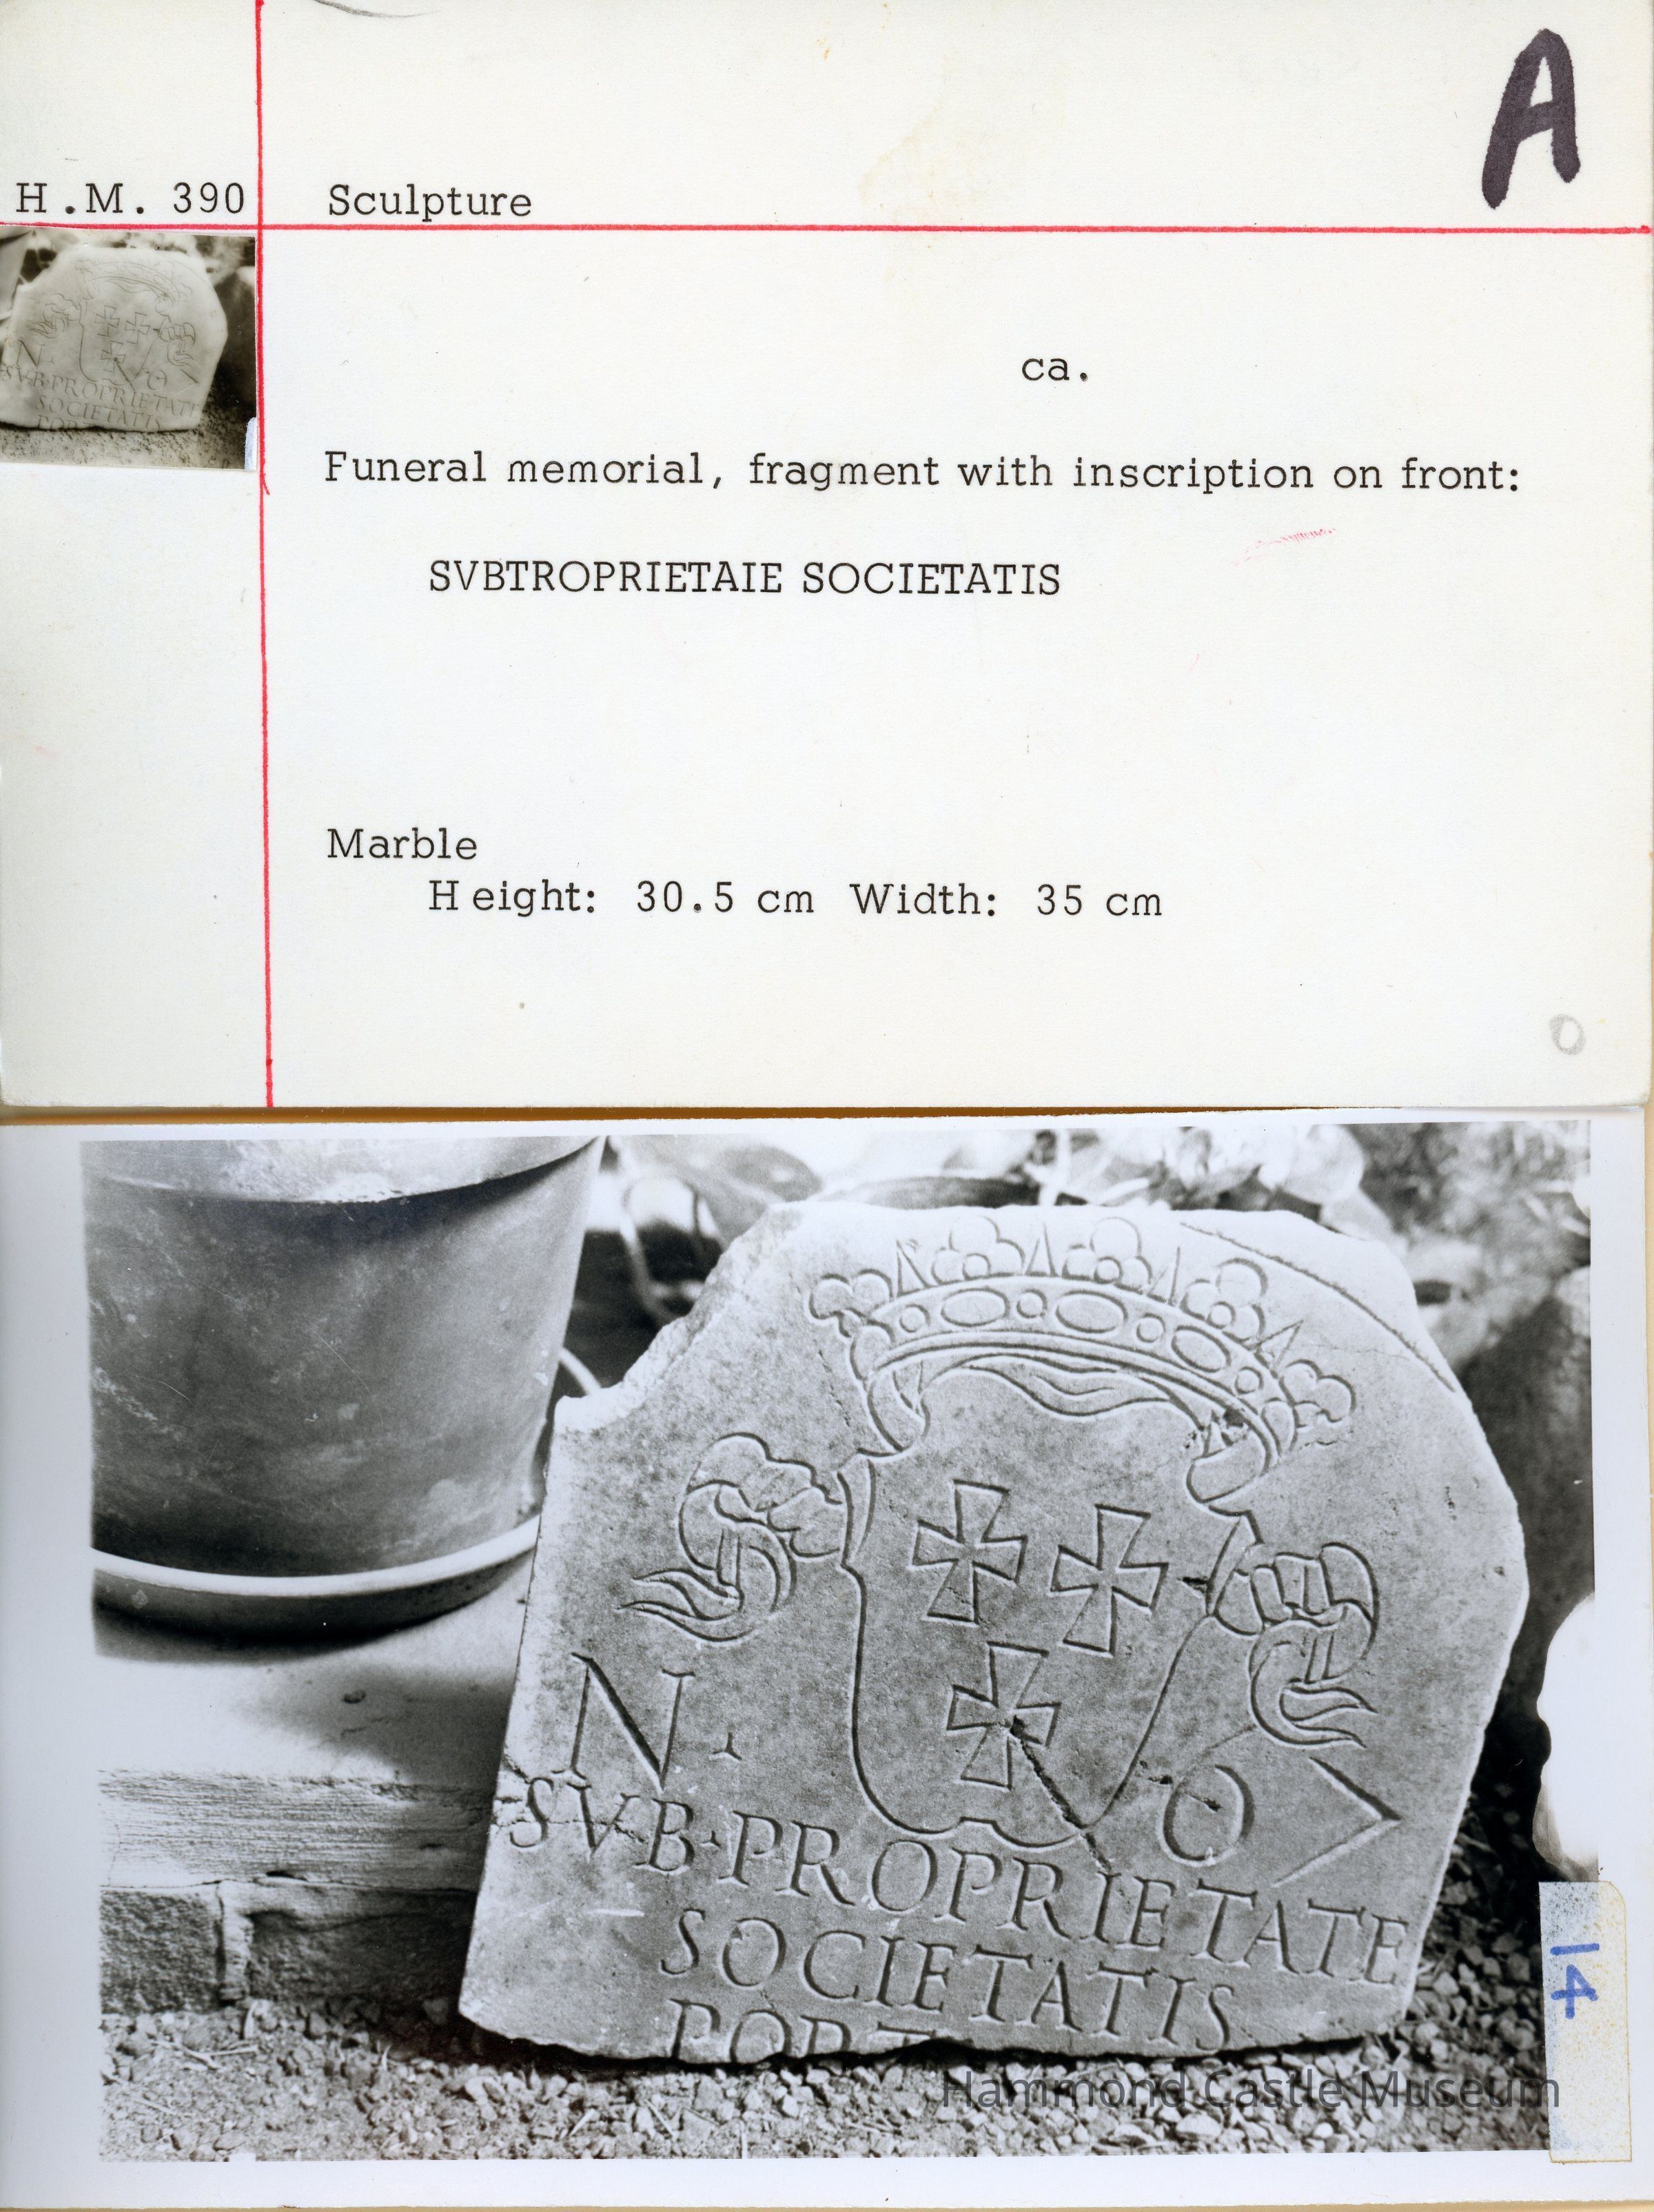 A
H.M. 390 Sculpture
ca.
Funeral memorial, fragment with inscription on front:
SVBTROPRIETAIE SOCIETATIS
Marble
Height: 30.5 cm Width: 35 cm
N.
SVB·PROPRIETATE
SOCIETATIS
Hammond Castle Museum